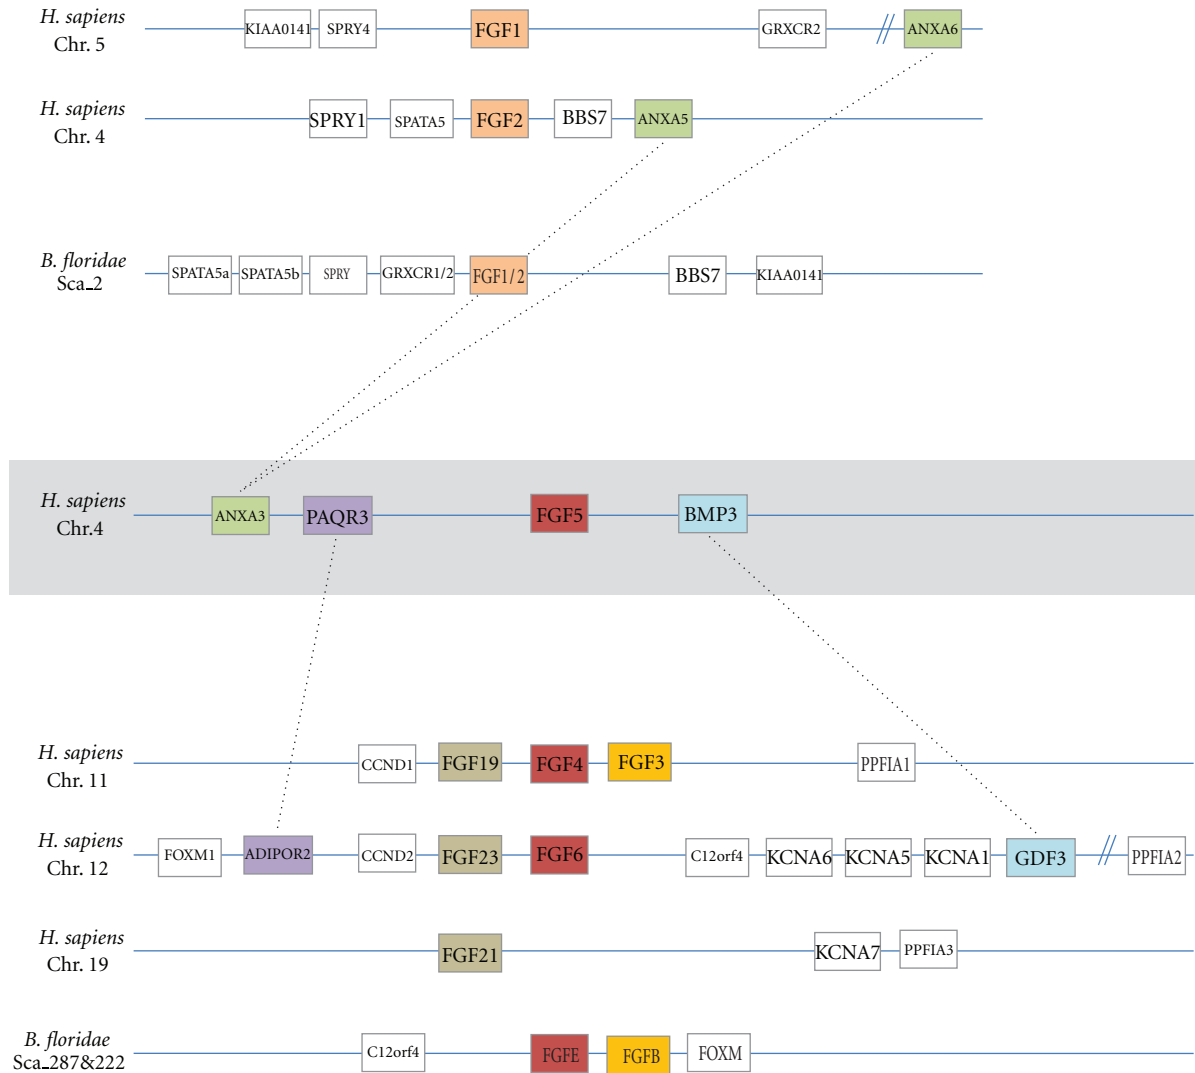 H. sapiens
Chr. 5
KIAA0141 SPRY4 FGF1 GRXCR2 ANXA6
H. sapiens
Chr. 4
SPRY1 SPATA5 FGF2 BBS7 ANXA5
B. floridae
Sca_2
SPATA5a SPATA5b SPRY GRXCR1/2 FGF1/2 BBS7 KIAA0141
H. sapiens
Chr.4
ANXA3 PAQR3 FGF5 BMP3
H. sapiens
Chr. 11
CCND1 FGF19 FGF4 FGF3 PPFIA1
H. sapiens
Chr. 12
FOXM1 ADIPOR2 CCND2 FGF23 FGF6 C12orf4 KCNA6 KCNA5 KCNA1 GDF3 PPFIA2
H. sapiens
Chr. 19
FGF21 KCNA7 PPFIA3
B. floridae
Sca_287&222
C12orf4 FGFE FGFB FOXM